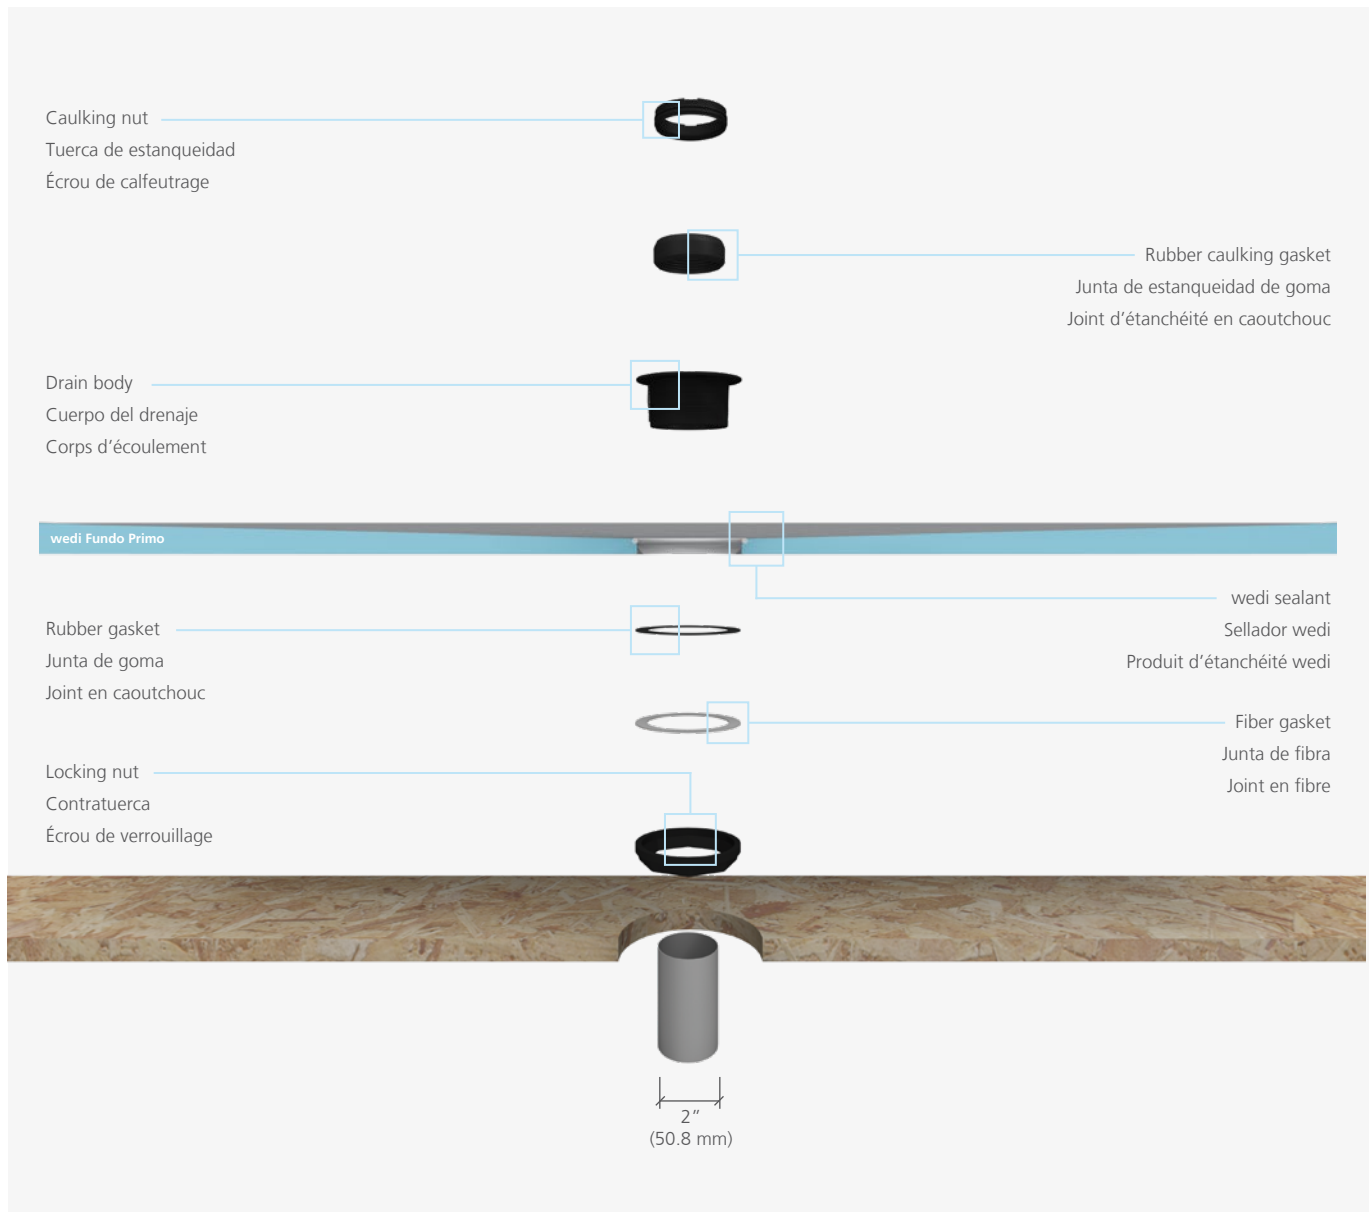 Caulking nut
Tuerca de estanqueidad
Écrou de calfeutrage
Rubber caulking gasket
Junta de estanqueidad de goma
Joint d’étanchéité en caoutchouc
Drain body
Cuerpo del drenaje
Corps d’écoulement
wedi Fundo Primo
wedi sealant
Sellador wedi
Produit d’étanchéité wedi
Rubber gasket
Junta de goma
Joint en caoutchouc
Fiber gasket
Junta de fibra
Joint en fibre
Locking nut
Contratuerca
Écrou de verrouillage
2”
(50.8 mm)